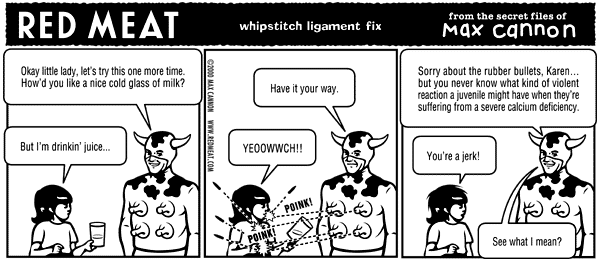 RED MEAT
whipstitch ligament fix
from the secret files of
Max cannon
Okay little lady, let's try this one more time.
How'd you like a nice cold glass of milk?
But I'm drinkin' juice...
©2000 MAX CANNON WWW.REDMEAT.COM
Have it your way.
YEOOWWCH!!
POINK!
POINK!
Sorry about the rubber bullets, Karen...
but you never know what kind of violent
reaction a juvenile might have when they're
suffering from a severe calcium deficiency.
You're a jerk!
See what I mean?